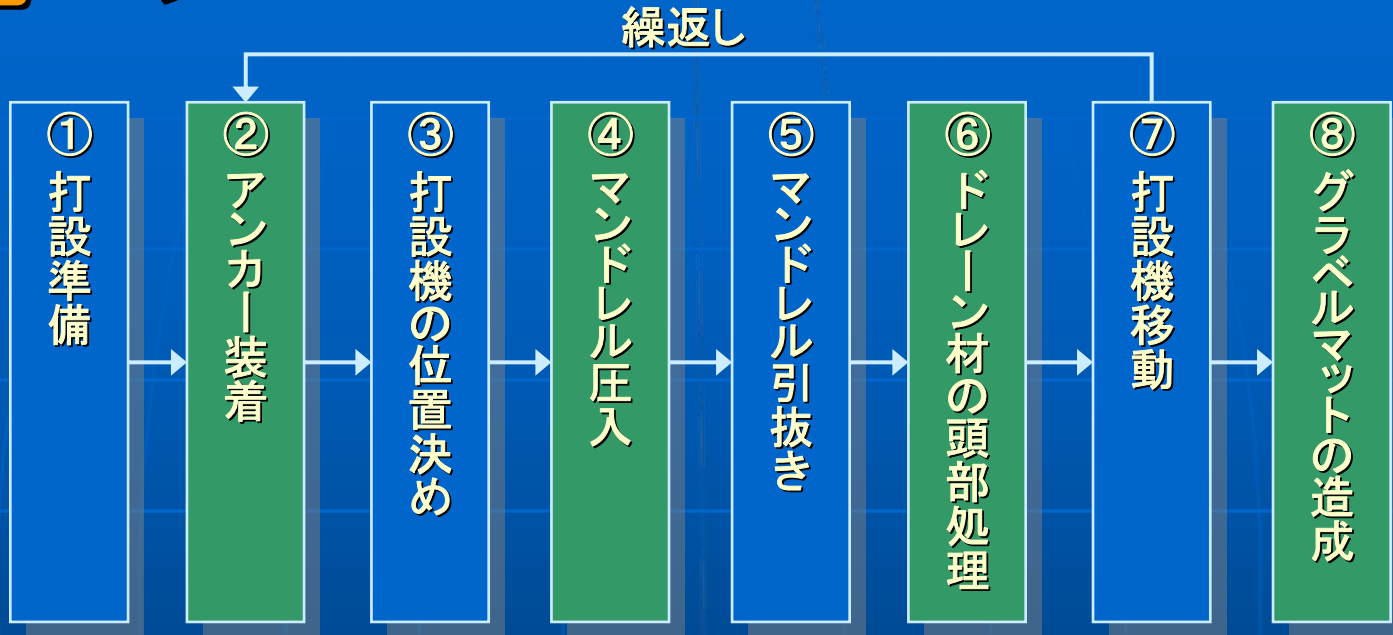 繰返し
①打設準備
②アンカー装着
③打設機の位置決め
④マンドレル圧入
⑤マンドレル引抜き
⑥ドレーン材の頭部処理
⑦打設機移動
⑧グラベルマットの造成